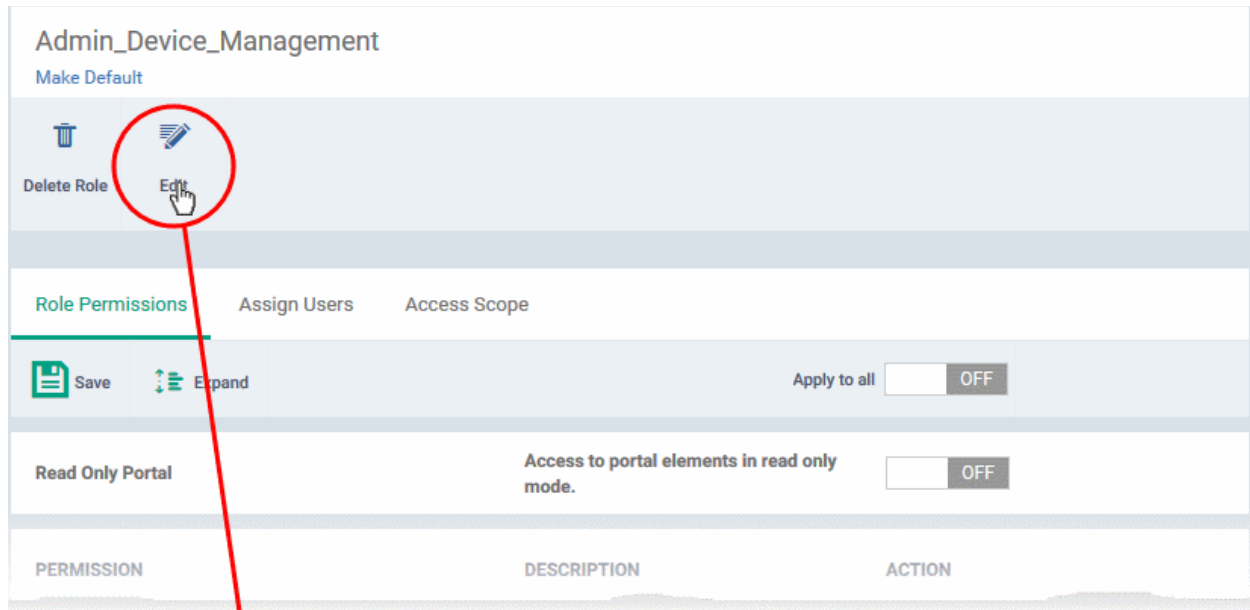 Admin_Device_Management
Make Default
Delete Role
Edit
Role Permissions Assign Users Access Scope
Save Expand Apply to all OFF
Read Only Portal Access to portal elements in read only
mode. OFF
PERMISSION DESCRIPTION ACTION